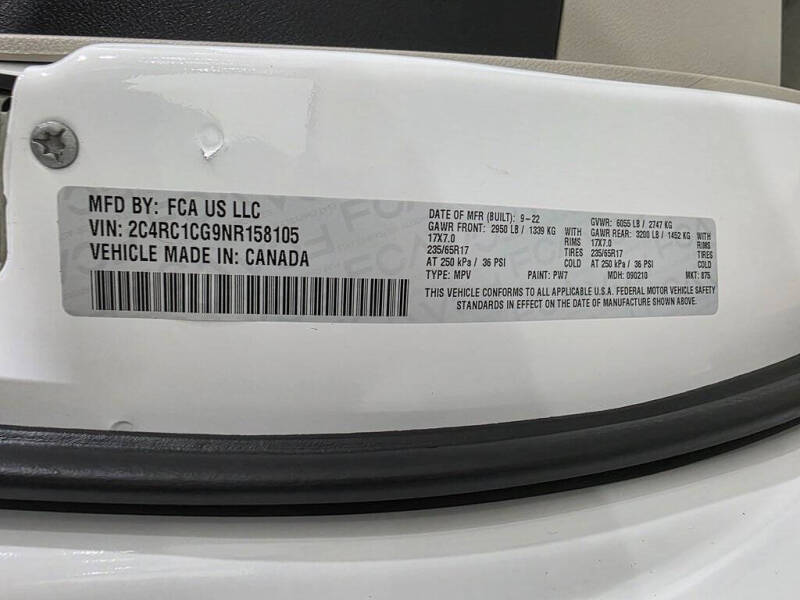 MFD BY: FCA US LLC
VIN: 2C4RC1CG9NR158105
VEHICLE MADE IN: CANADA
DATE OF MFR (BUILT): 9-22 GVWR: 6055 LB / 2747 KG
GAWR FRONT: 2950 LB / 1339 KG WITH GAWR REAR: 3200 LB / 1452 KG WITH
17X7.0 RIMS 17X7.0 RIMS
235/65R17 TIRES 235/65R17 TIRES
AT 250 kPa / 36 PSI COLD AT 250 kPa / 36 PSI COLD
TYPE: MPV PAINT: PW7 MDH: 090210 MKT: 875
THIS VEHICLE CONFORMS TO ALL APPLICABLE U.S.A. FEDERAL MOTOR VEHICLE SAFETY
STANDARDS IN EFFECT ON THE DATE OF MANUFACTURE SHOWN ABOVE.